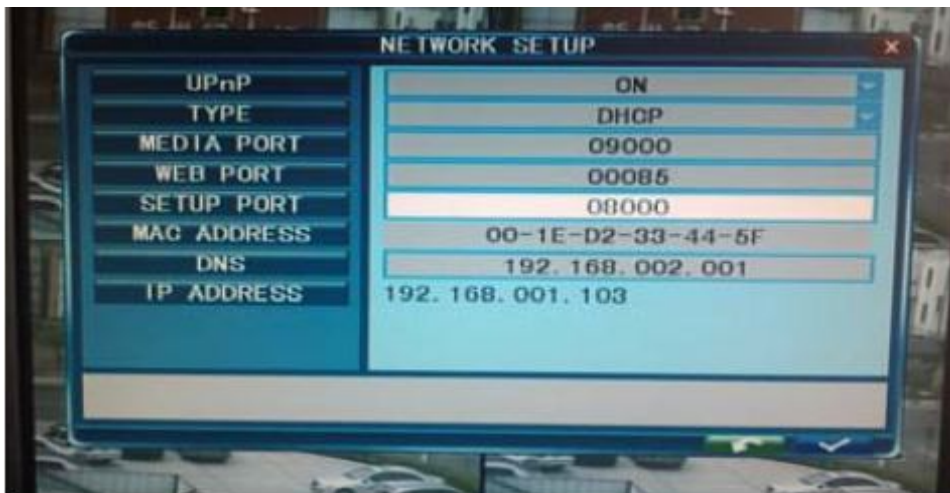 NETWORK SETUP
UPnP ON
TYPE DHCP
MEDIA PORT 09000
WEB PORT 00085
SETUP PORT 08000
MAC ADDRESS 00-1E-D2-33-44-5F
DNS 192.168.002.001
IP ADDRESS 192.168.001.103